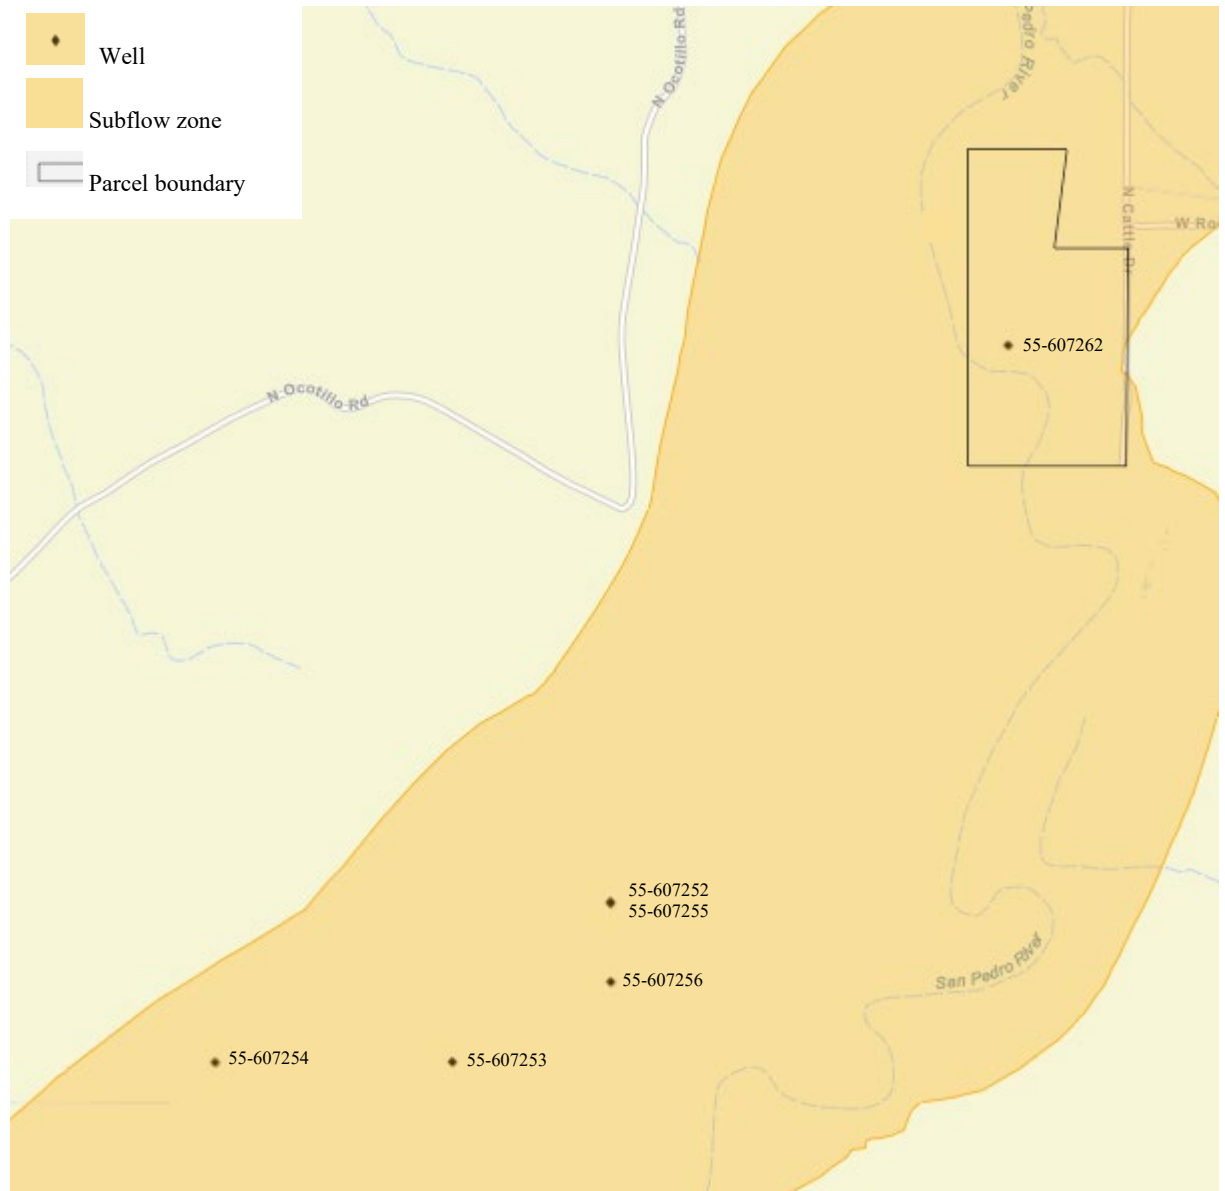 Well
Subflow zone
Parcel boundary
N Ocotillo Rd
Pedro River
N Cattle Dr
W Ro
N Ocotillo Rd
55-607262
55-607252
55-607255
55-607256
San Pedro River
55-607254
55-607253